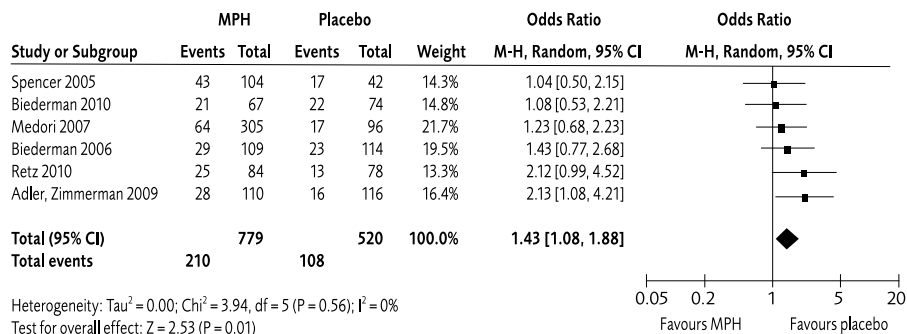 MPH Placebo Odds Ratio Odds Ratio
Study or Subgroup Events Total Events Total Weight M-H, Random, 95% CI M-H, Random, 95% CI
Spencer 2005 43 104 17 42 14.3% 1.04 [0.50, 2.15]
Biederman 2010 21 67 22 74 14.8% 1.08 [0.53, 2.21]
Medori 2007 64 305 17 96 21.7% 1.23 [0.68, 2.23]
Biederman 2006 29 109 23 114 19.5% 1.43 [0.77, 2.68]
Retz 2010 25 84 13 78 13.3% 2.12 [0.99, 4.52]
Adler, Zimmerman 2009 28 110 16 116 16.4% 2.13 [1.08, 4.21]
Total (95% CI) 779 520 100.0% 1.43 [1.08, 1.88]
Total events 210 108
0.05 0.2 1 5 20
Heterogeneity: Tau² = 0.00; Chi² = 3.94, df = 5 (P = 0.56); I² = 0%
Favours MPH Favours placebo
Test for overall effect: Z = 2.53 (P = 0.01)